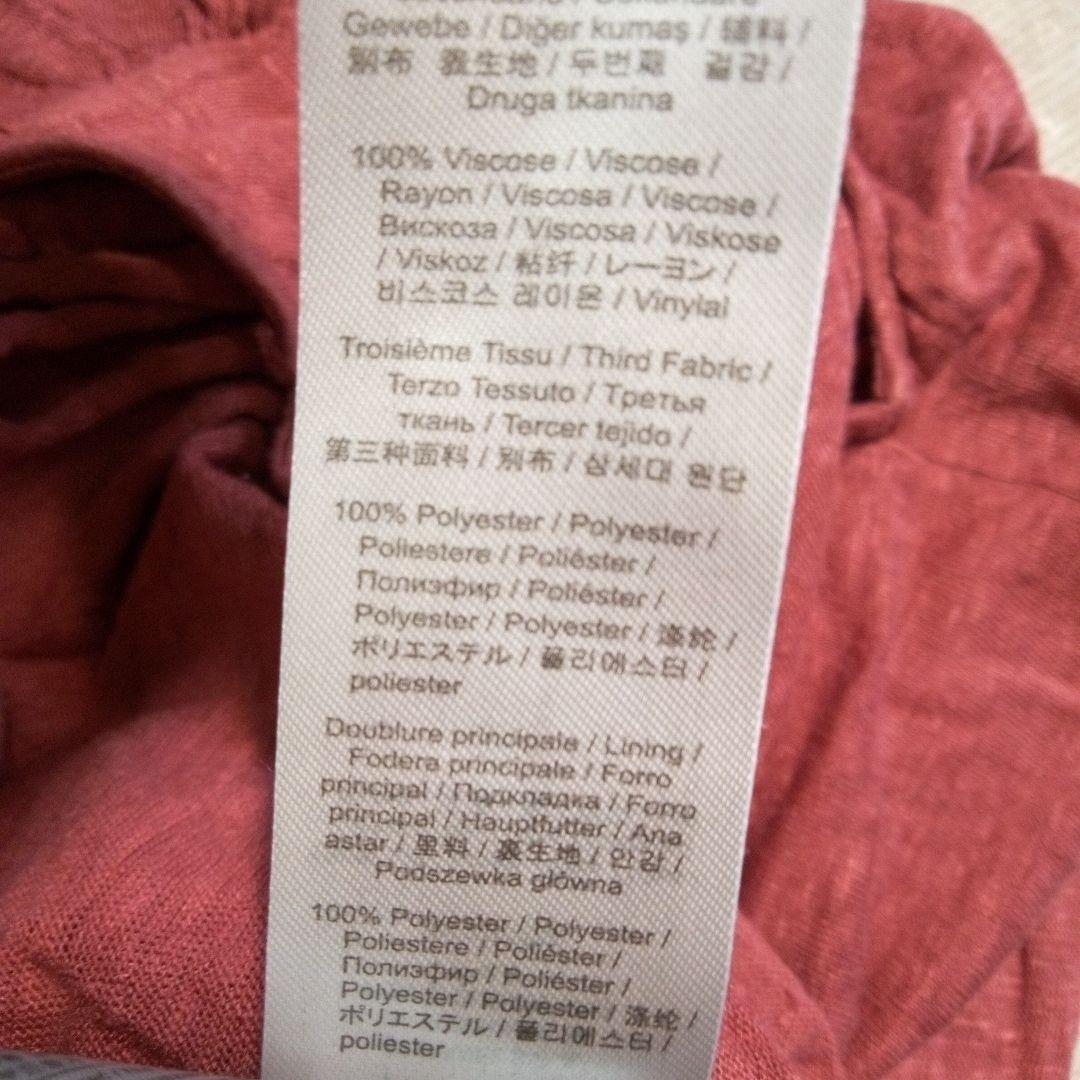 Gewebe / Diğer kumaş / 辅料 /
別布 裏生地 / 두번째 겉감 /
Druga tkanina
100% Viscose / Viscose /
Rayon / Viscosa / Viscose /
Вискоза / Viscosa / Viskose
/ Viskoz / 粘纤 / レーヨン /
비스코스 레이온 / Vinylal
Troisième Tissu / Third Fabric /
Terzo Tessuto / Третья
ткань / Tercer tejido /
第三种面料 / 別布 / 삼세대 원단
100% Polyester / Polyester /
Poliestere / Poliéster /
Полиэфир / Poliéster /
Polyester / Polyester / 涤纶 /
ポリエステル / 폴리에스터 /
poliester
Doublure principale / Lining /
Fodera principale / Forro
principal / Подкладка / Forro
principal / Hauptfutter / Ana
astar / 里料 / 裏生地 / 안감 /
Podszewka główna
100% Polyester / Polyester /
Poliestere / Poliéster /
Полиэфир / Poliéster /
Polyester / Polyester / 涤纶 /
ポリエステル / 폴리에스터 /
poliester